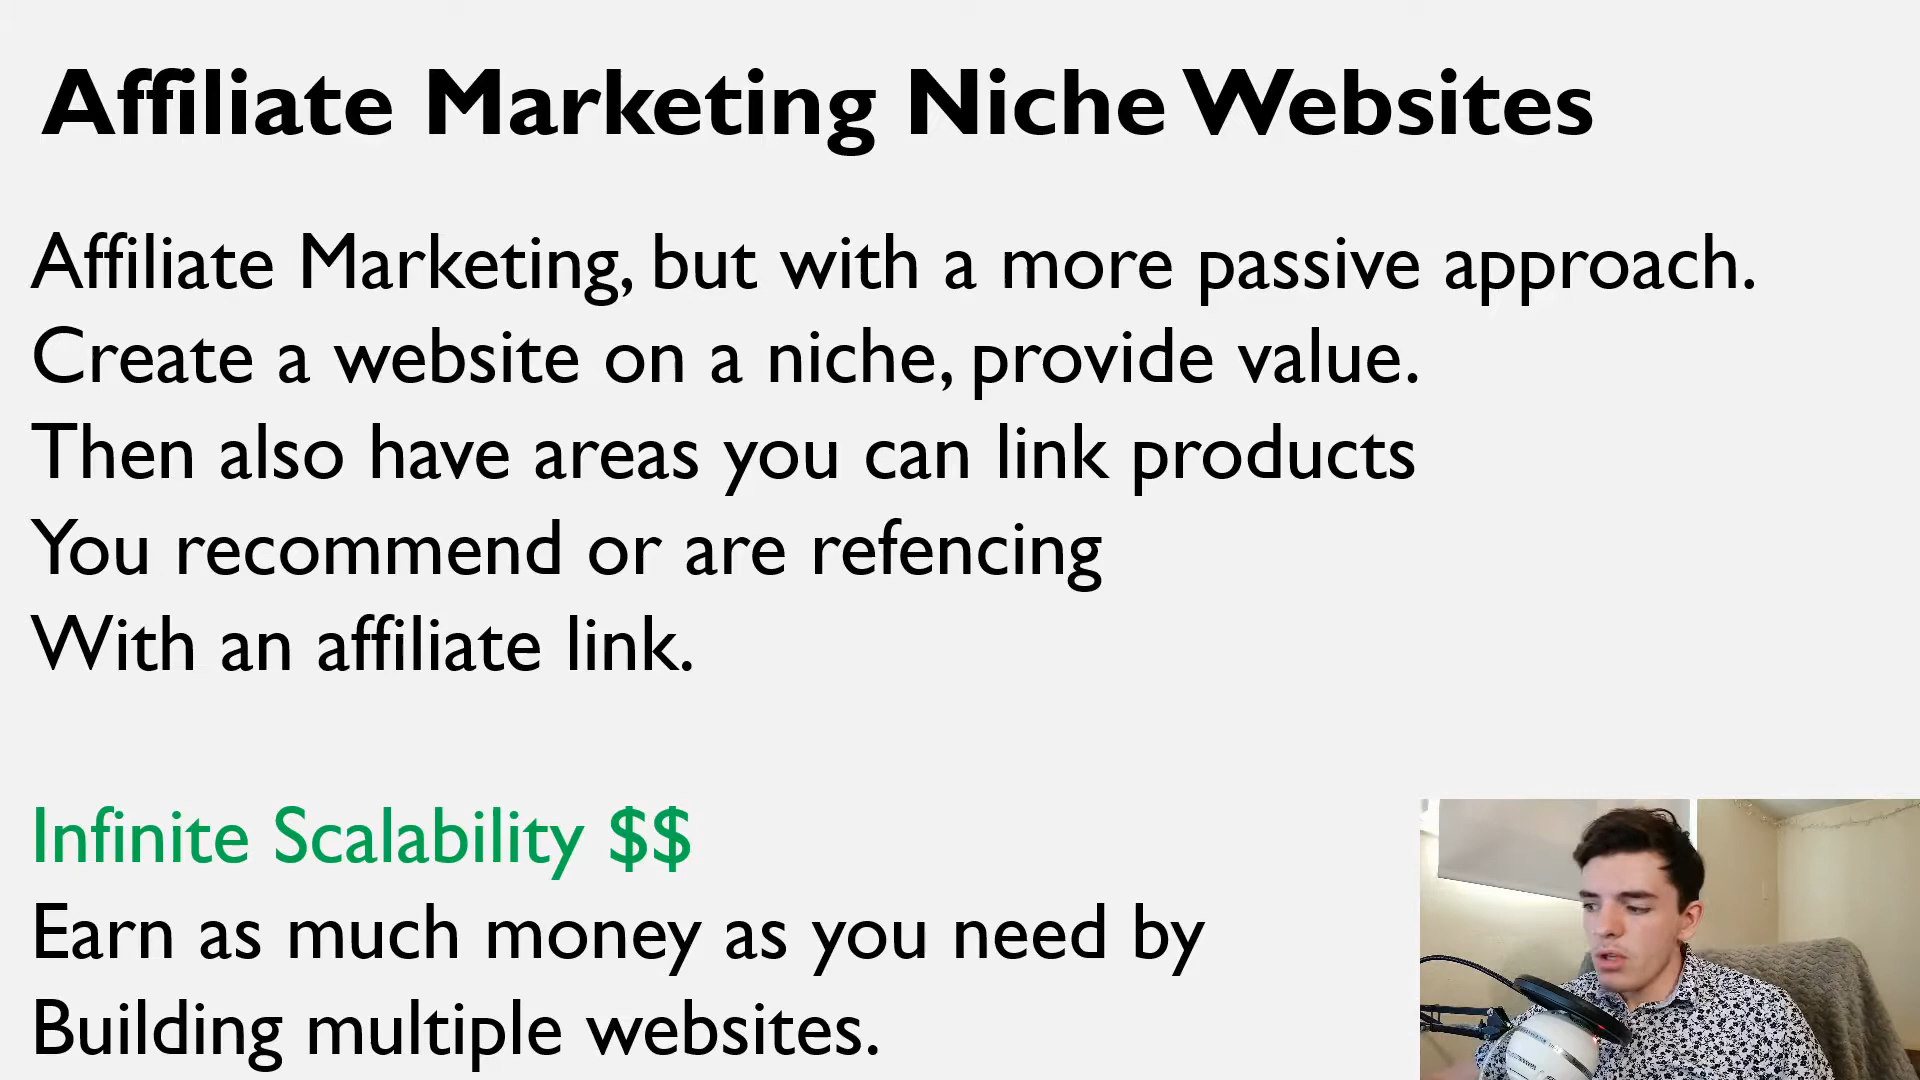 Affiliate Marketing Niche Websites
Affiliate Marketing, but with a more passive approach.
Create a website on a niche, provide value.
Then also have areas you can link products
You recommend or are refencing
With an affiliate link.
Infinite Scalability $$
Earn as much money as you need by
Building multiple websites.